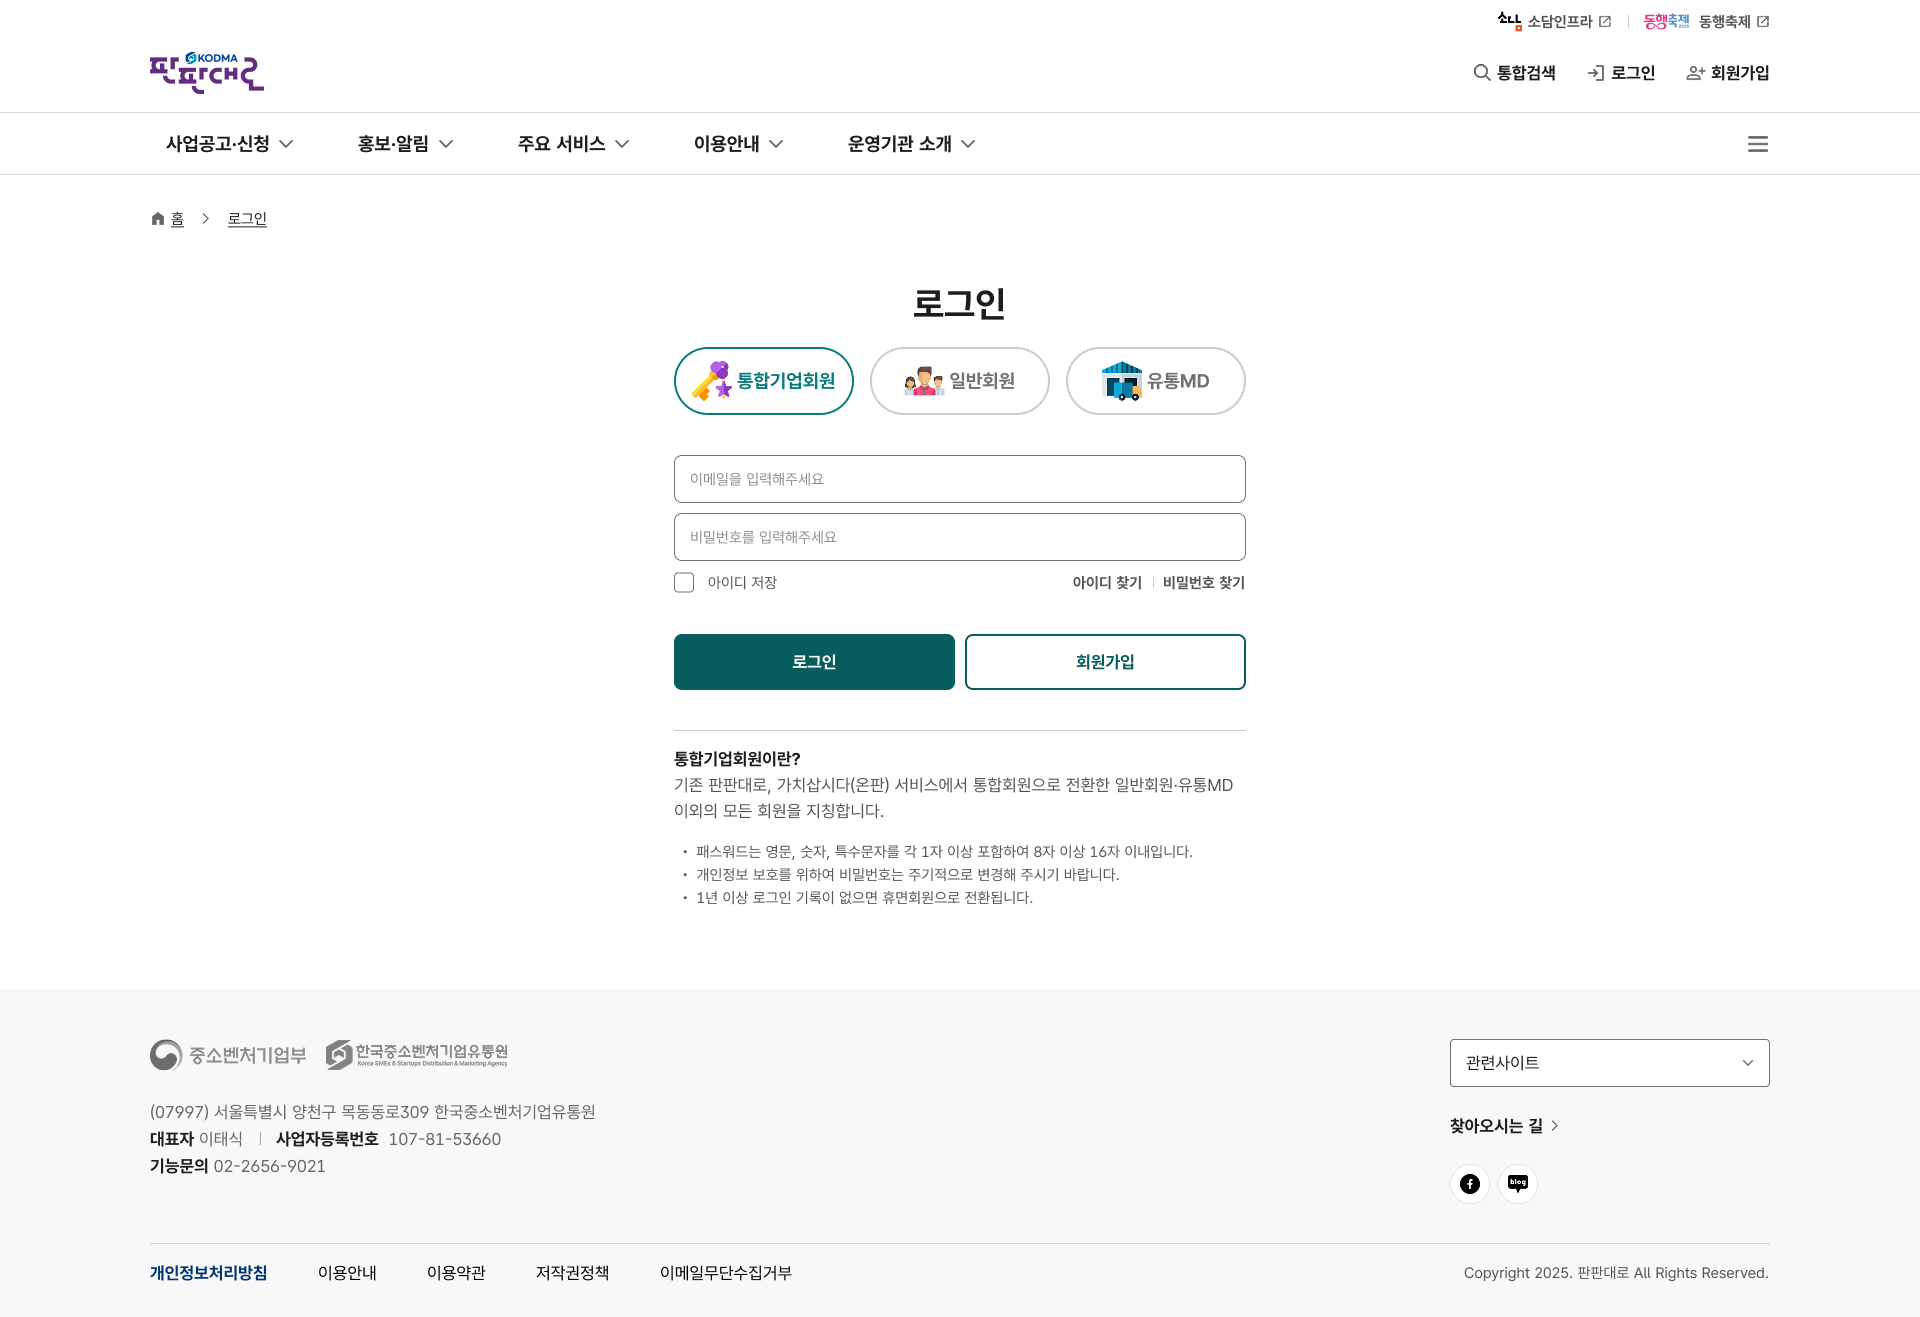 소담인프라
동행축제 2025 동행축제
KODMA
판판대로
통합검색 로그인 회원가입
사업공고·신청 홍보·알림 주요 서비스 이용안내 운영기관 소개
홈 로그인
로그인
통합기업회원 일반회원 유통MD
이메일을 입력해주세요
비밀번호를 입력해주세요
아이디 저장 아이디 찾기 비밀번호 찾기
로그인 회원가입
통합기업회원이란?
기존 판판대로, 가치삽시다(온판) 서비스에서 통합회원으로 전환한 일반회원·유통MD
이외의 모든 회원을 지칭합니다.
• 패스워드는 영문, 숫자, 특수문자를 각 1자 이상 포함하여 8자 이상 16자 이내입니다.
• 개인정보 보호를 위하여 비밀번호는 주기적으로 변경해 주시기 바랍니다.
• 1년 이상 로그인 기록이 없으면 휴면회원으로 전환됩니다.
중소벤처기업부 한국중소벤처기업유통원
Korea SMEs & Startups Distribution & Marketing Agency
관련사이트
(07997) 서울특별시 양천구 목동동로309 한국중소벤처기업유통원
대표자 이태식 사업자등록번호 107-81-53660
기능문의 02-2656-9021
찾아오시는 길
blog
개인정보처리방침 이용안내 이용약관 저작권정책 이메일무단수집거부
Copyright 2025. 판판대로 All Rights Reserved.